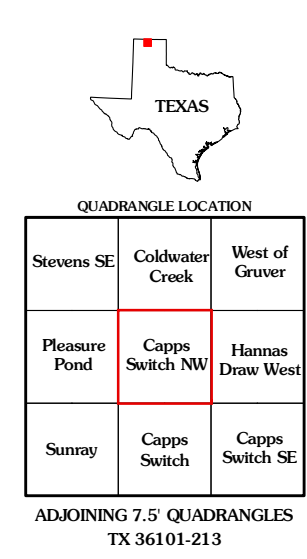 TEXAS
QUADRANGLE LOCATION
Stevens SE
Coldwater
Creek
West of
Gruver
Pleasure
Pond
Capps
Switch NW
Hannas
Draw West
Sunray
Capps
Switch
Capps
Switch SE
ADJOINING 7.5' QUADRANGLES
TX 36101-213